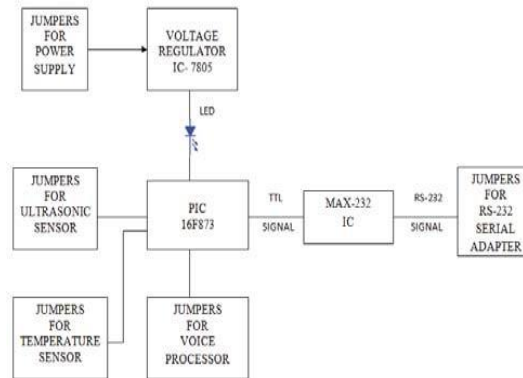 JUMPERS
FOR
POWER
SUPPLY
VOLTAGE
REGULATOR
IC- 7805
LED
JUMPERS
FOR
ULTRASONIC
SENSOR
PIC
16F873
TTL
SIGNAL
MAX-232
IC
RS-232
SIGNAL
JUMPERS
FOR
RS-232
SERIAL
ADAPTER
JUMPERS
FOR
TEMPERATURE
SENSOR
JUMPERS
FOR
VOICE
PROCESSOR